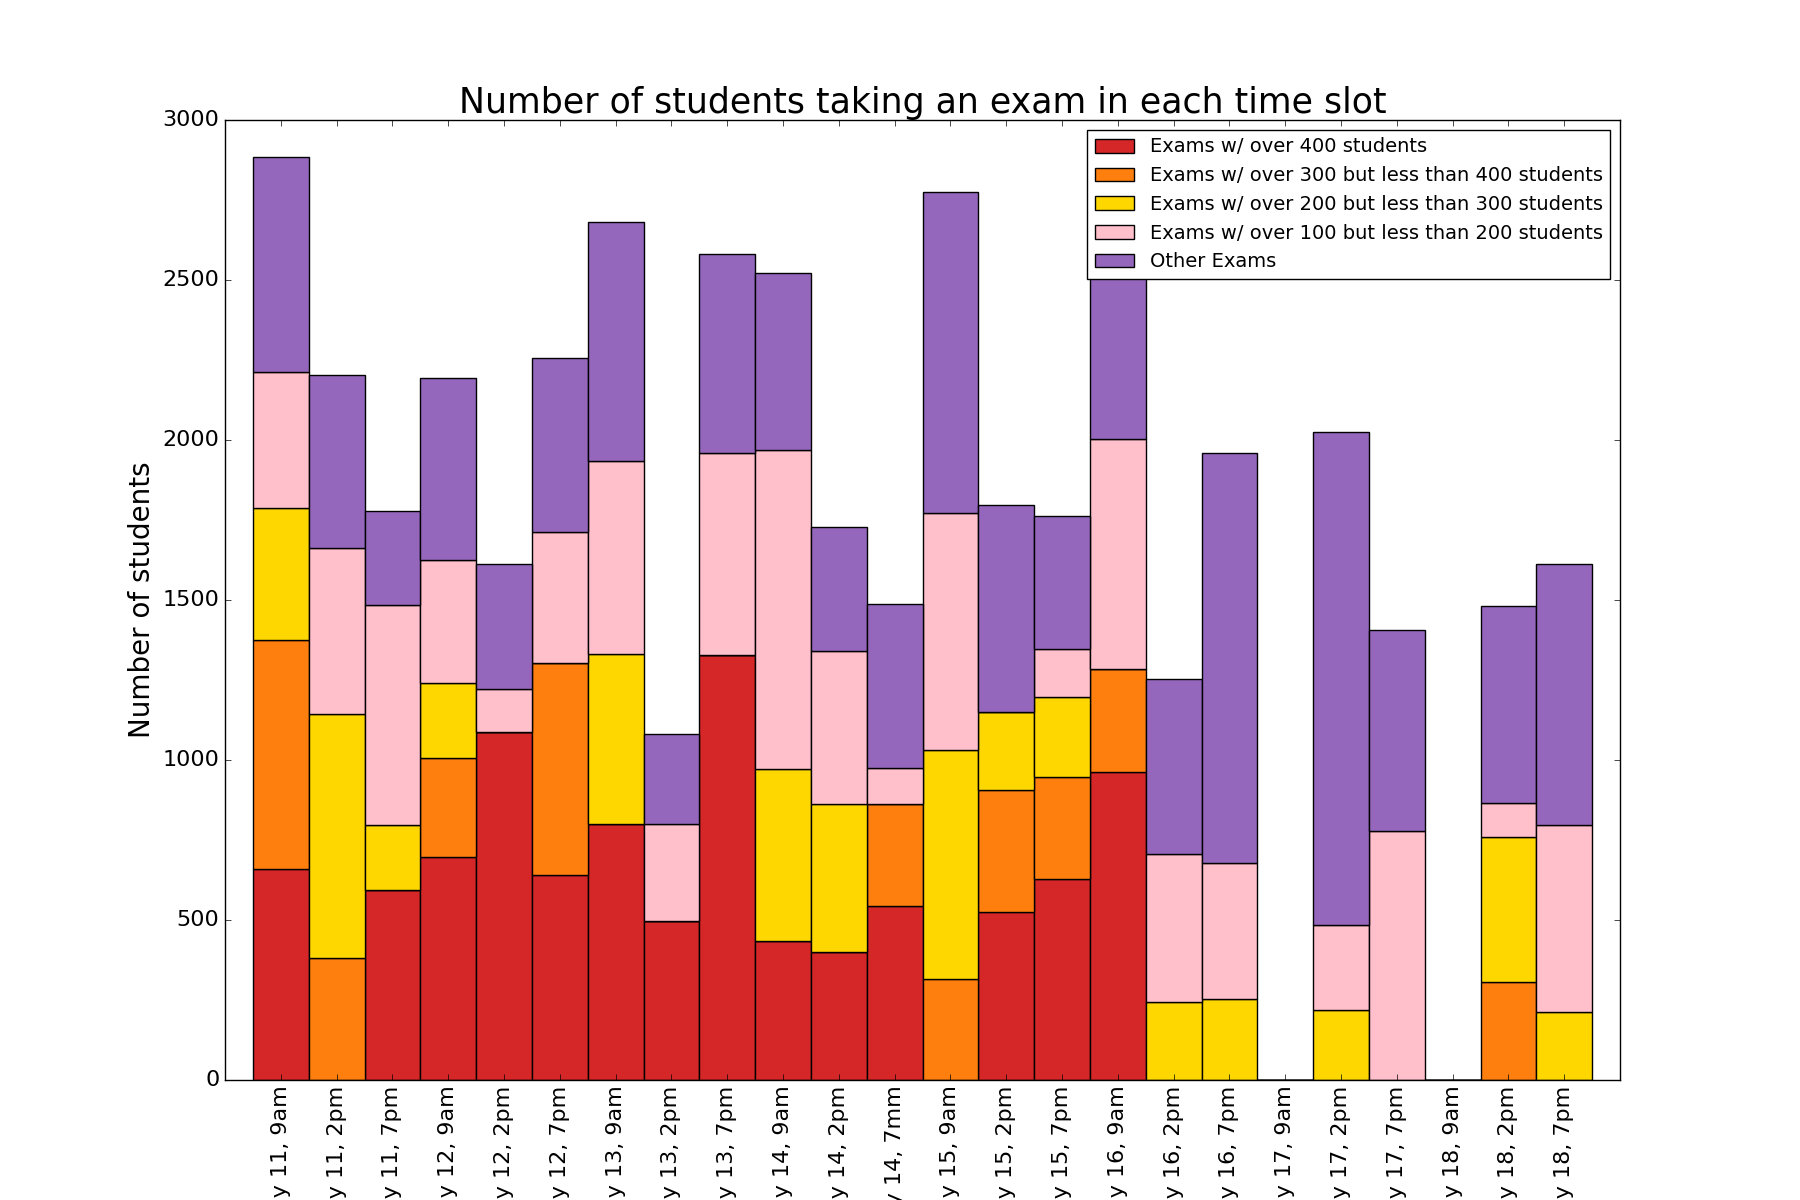 Number of students taking an exam in each time slot
Exams w/ over 400 students
Exams w/ over 300 but less than 400 students
Exams w/ over 200 but less than 300 students
Exams w/ over 100 but less than 200 students
Other Exams
Number of students
3000
2500
2000
1500
1000
500
0
y 11, 9am
y 11, 2pm
y 11, 7pm
y 12, 9am
y 12, 2pm
y 12, 7pm
y 13, 9am
y 13, 2pm
y 13, 7pm
y 14, 9am
y 14, 2pm
y 14, 7mm
y 15, 9am
y 15, 2pm
y 15, 7pm
y 16, 9am
y 16, 2pm
y 16, 7pm
y 17, 9am
y 17, 2pm
y 17, 7pm
y 18, 9am
y 18, 2pm
y 18, 7pm